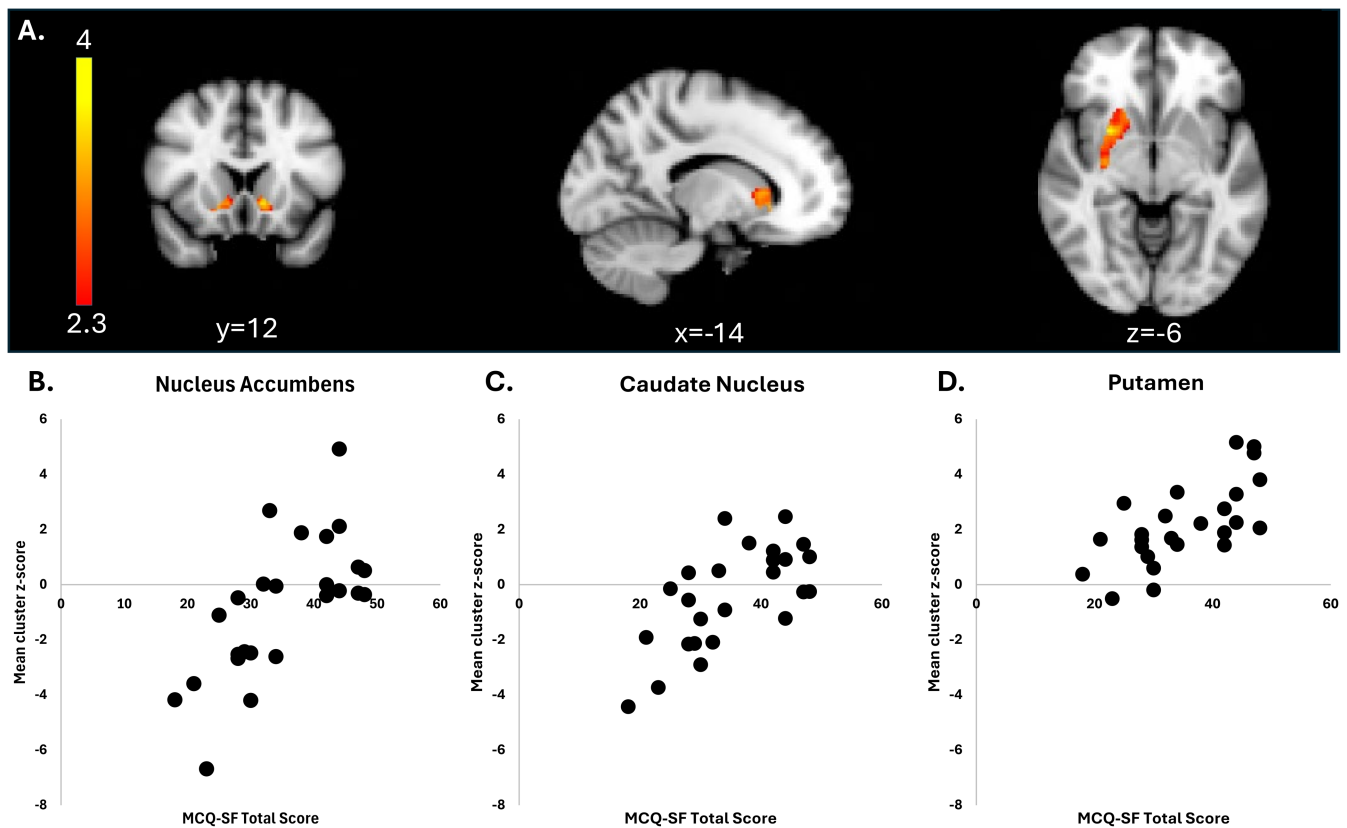 A.
4
2.3
y=12
x=-14
z=-6
B.
Nucleus Accumbens
6
4
2
0
-2
-4
-6
-8
0
10
20
30
40
50
60
Mean cluster z-score
MCQ-SF Total Score
C.
Caudate Nucleus
6
4
2
0
-2
-4
-6
-8
0
20
40
60
Mean cluster z-score
MCQ-SF Total Score
D.
Putamen
6
4
2
0
-2
-4
-6
-8
0
20
40
60
Mean cluster z-score
MCQ-SF Total Score